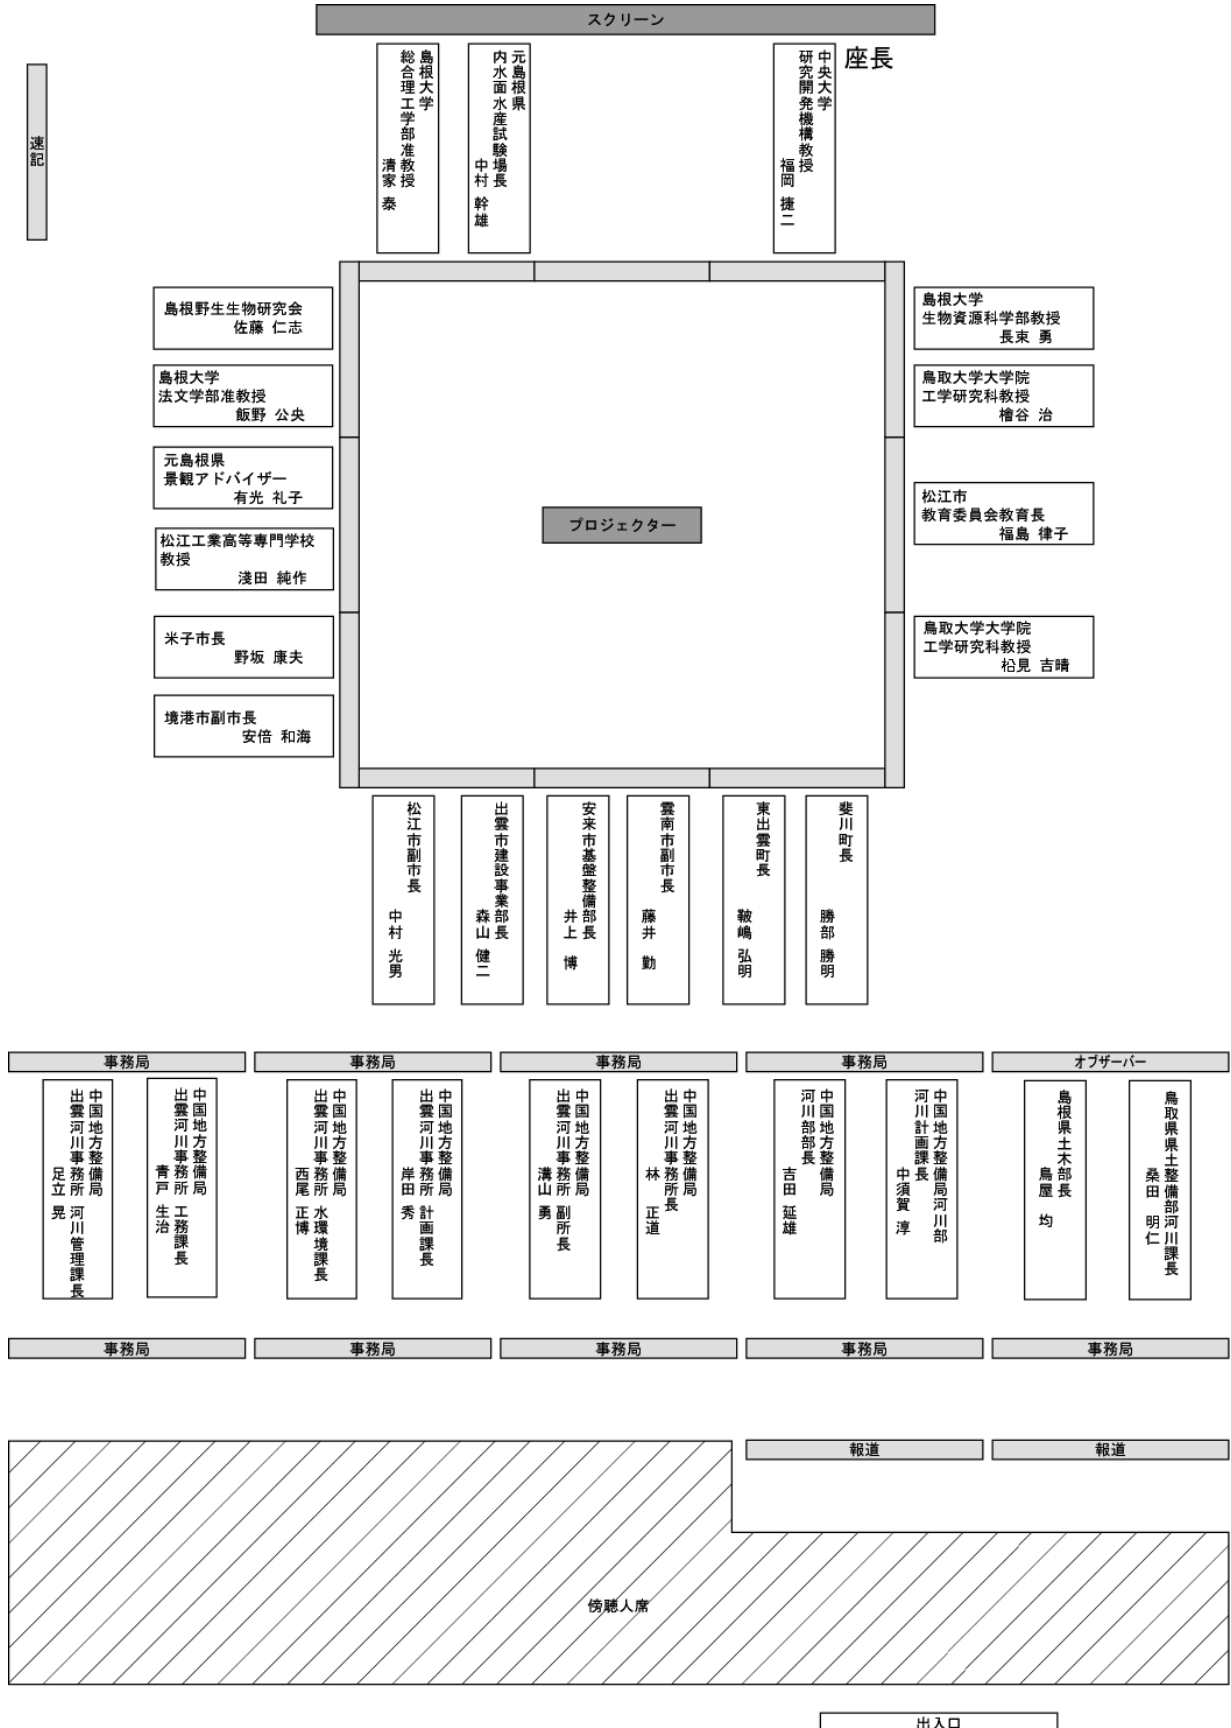 スクリーン
速記
島根大学
総合理工学部准教授
清家 泰
元島根県
内水面水産試験場長
中村 幹雄
座長
中央大学
研究開発機構教授
福岡 捷二
島根野生生物研究会
佐藤 仁志
島根大学
法文学部准教授
飯野 公央
元島根県
景観アドバイザー
有光 礼子
松江工業高等専門学校
教授
淺田 純作
米子市長
野坂 康夫
境港市副市長
安倍 和海
プロジェクター
島根大学
生物資源科学部教授
長束 勇
鳥取大学大学院
工学研究科教授
檜谷 治
松江市
教育委員会教育長
福島 律子
鳥取大学大学院
工学研究科教授
松見 吉晴
松江市副市長
中村 光男
出雲市建設事業部長
森山 健二
安来市基盤整備部長
井上 博
雲南市副市長
藤井 勤
東出雲町長
鞁嶋 弘明
斐川町長
勝部 勝明
事務局
事務局
事務局
事務局
オブザーバー
中国地方整備局
出雲河川事務所 河川管理課長
足立 晃
中国地方整備局
出雲河川事務所 工務課長
青戸 生治
中国地方整備局
出雲河川事務所 水環境課長
西尾 正博
中国地方整備局
出雲河川事務所 計画課長
岸田 秀
中国地方整備局
出雲河川事務所 副所長
溝山 勇
中国地方整備局
出雲河川事務所長
林 正道
中国地方整備局
河川部部長
吉田 延雄
中国地方整備局河川部
河川計画課長
中須賀 淳
島根県土木部長
鳥屋 均
鳥取県県土整備部河川課長
桑田 明仁
事務局
事務局
事務局
事務局
事務局
報道
報道
傍聴人席
出入口